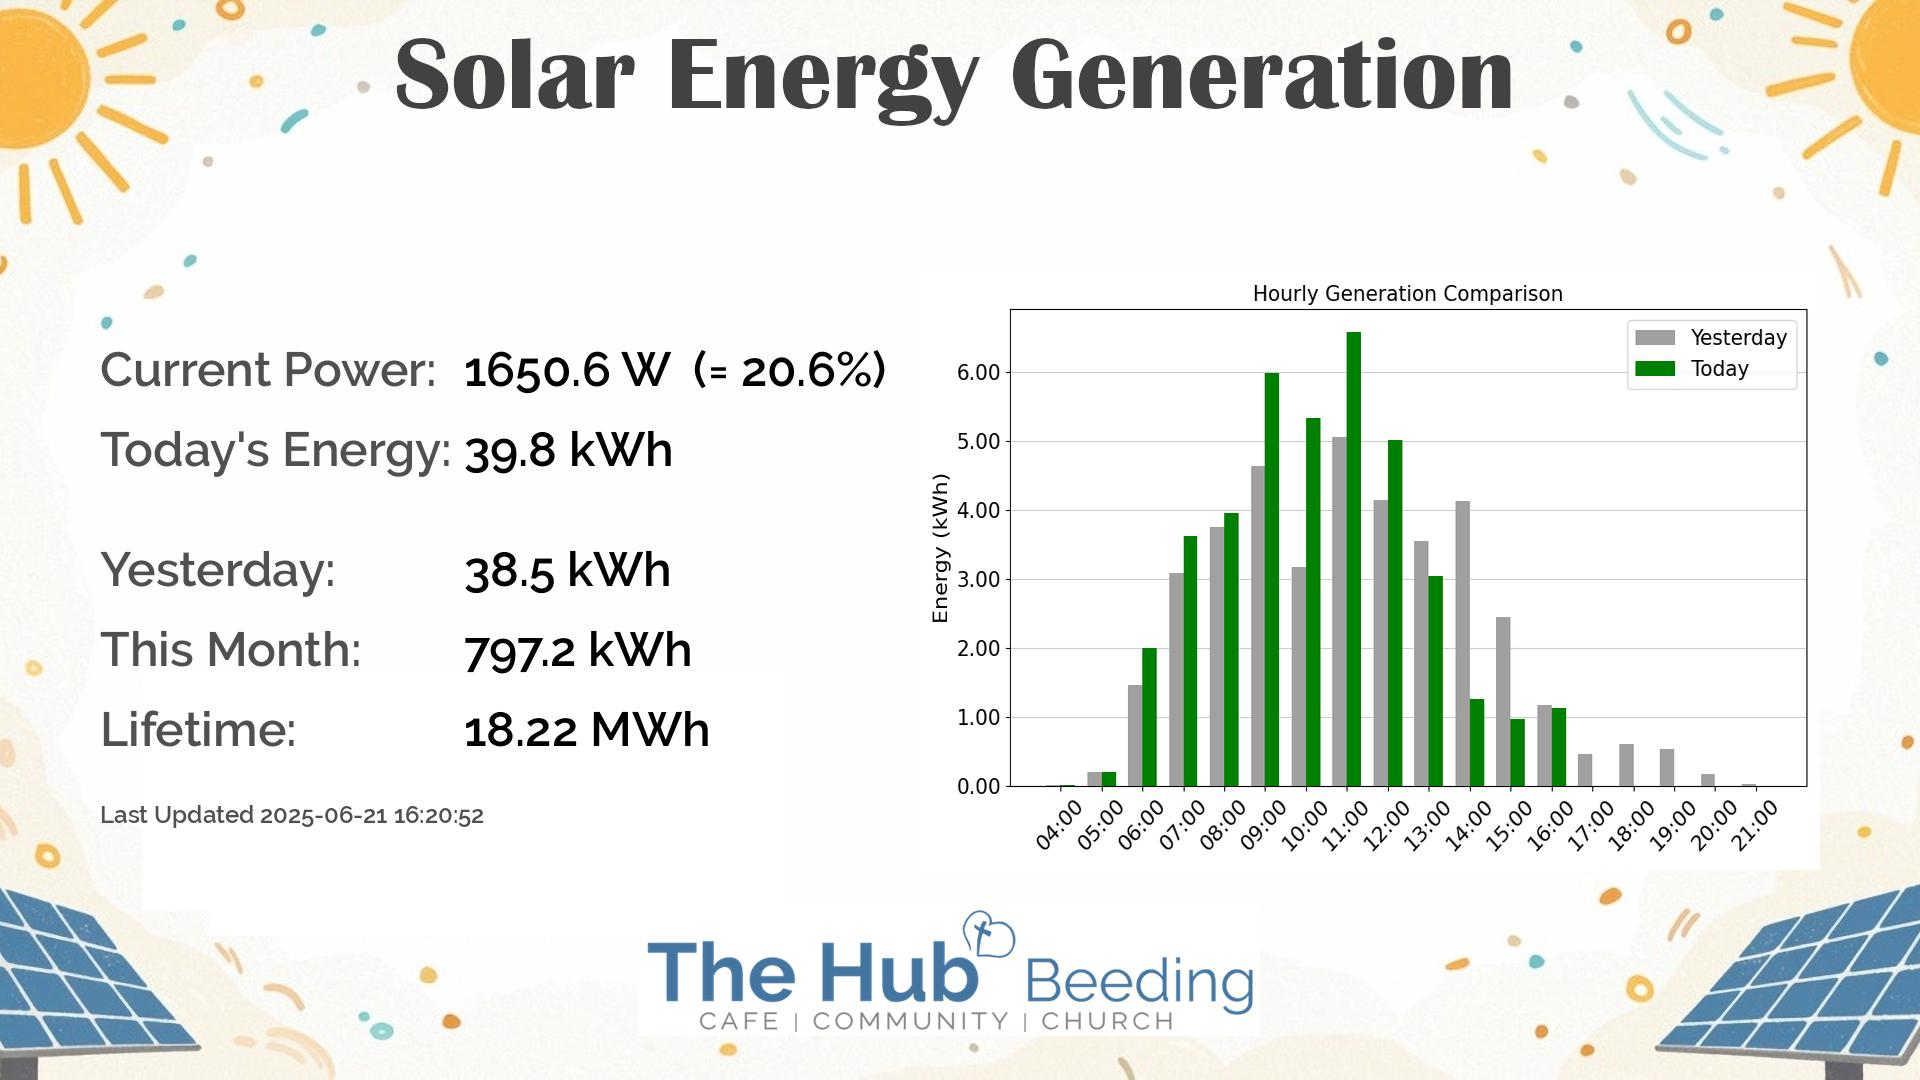 Solar Energy Generation
Current Power: 1650.6 W (= 20.6%)
Today's Energy: 39.8 kWh
Yesterday: 38.5 kWh
This Month: 797.2 kWh
Lifetime: 18.22 MWh
Last Updated 2025-06-21 16:20:52
Hourly Generation Comparison
Yesterday
Today
Energy (kWh)
6.00
5.00
4.00
3.00
2.00
1.00
0.00
04:00 05:00 06:00 07:00 08:00 09:00 10:00 11:00 12:00 13:00 14:00 15:00 16:00 17:00 18:00 19:00 20:00 21:00
The Hub Beeding
CAFE | COMMUNITY | CHURCH